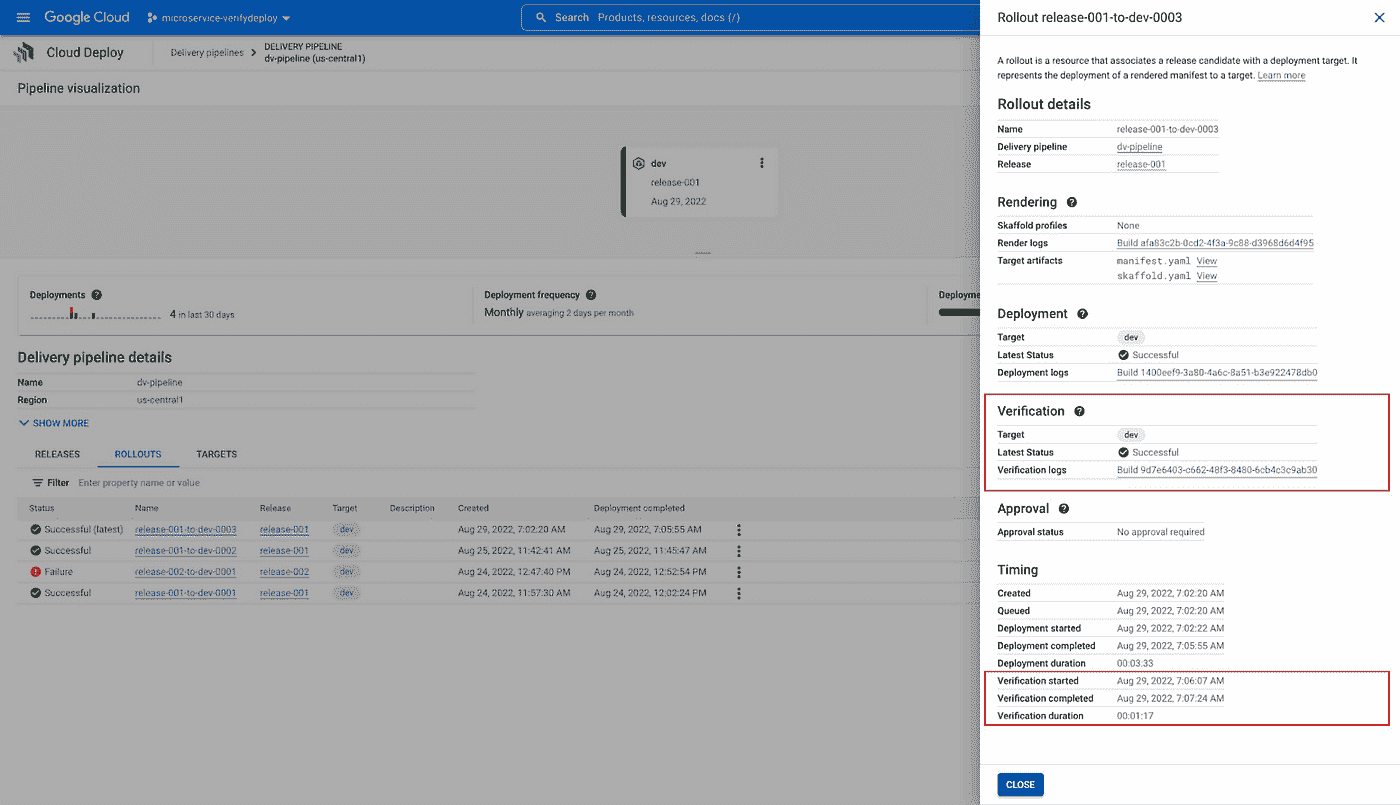 Google Cloud
microservice-verifydeploy
Search Products, resources, docs (/)
Cloud Deploy
Delivery pipelines
DELIVERY PIPELINE
dv-pipeline (us-central1)
Pipeline visualization
dev
release-001
Aug 29, 2022
Deployments
4 in last 30 days
Deployment frequency
Monthly averaging 2 days per month
Delivery pipeline details
Name dv-pipeline
Region us-central1
SHOW MORE
RELEASES ROLLOUTS TARGETS
Filter Enter property name or value
Status Name Release Target Description Created Deployment completed
Successful (latest) release-001-to-dev-0003 release-001 dev Aug 29, 2022, 7:02:20 AM Aug 29, 2022, 7:05:55 AM
Successful release-001-to-dev-0002 release-001 dev Aug 25, 2022, 11:42:41 AM Aug 25, 2022, 11:45:47 AM
Failure release-002-to-dev-0001 release-002 dev Aug 24, 2022, 12:47:40 PM Aug 24, 2022, 12:52:54 PM
Successful release-001-to-dev-0001 release-001 dev Aug 24, 2022, 11:57:30 AM Aug 24, 2022, 12:02:24 PM
Rollout release-001-to-dev-0003
A rollout is a resource that associates a release candidate with a deployment target. It
represents the deployment of a rendered manifest to a target. Learn more
Rollout details
Name release-001-to-dev-0003
Delivery pipeline dv-pipeline
Release release-001
Rendering
Skaffold profiles None
Render logs Build afa83c2b-0cd2-4f3a-9c88-d3968d6d4f95
Target artifacts manifest.yaml View
skaffold.yaml View
Deployment
Target dev
Latest Status Successful
Deployment logs Build 1400eef9-3a80-4a6c-8a51-b3e922478db0
Verification
Target dev
Latest Status Successful
Verification logs Build 9d7e6403-c662-48f3-8480-6cb4c3c9ab30
Approval
Approval status No approval required
Timing
Created Aug 29, 2022, 7:02:20 AM
Queued Aug 29, 2022, 7:02:20 AM
Deployment started Aug 29, 2022, 7:02:22 AM
Deployment completed Aug 29, 2022, 7:05:55 AM
Deployment duration 00:03:33
Verification started Aug 29, 2022, 7:06:07 AM
Verification completed Aug 29, 2022, 7:07:24 AM
Verification duration 00:01:17
CLOSE